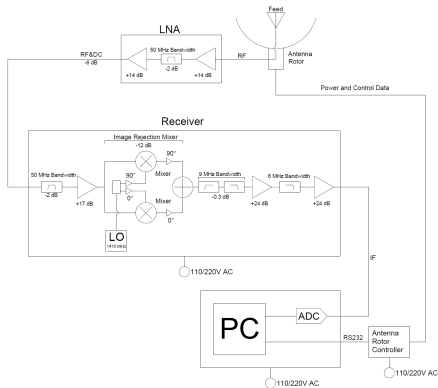 Feed
LNA
50 MHz Bandwidth
RF&DC
-6 dB
-2 dB
+14 dB
+14 dB
RF
Antenna
Rotor
Power and Control Data
Receiver
Image Rejection Mixer
-12 dB
90°
50 MHz Bandwidth
Mixer
9 MHz Bandwidth
6 MHz Bandwidth
90°
0°
-2 dB
+17 dB
Mixer
-0.3 dB
+24 dB
+24 dB
0°
LO
1415 MHz
110/220V AC
IF
PC
ADC
RS232
Antenna
Rotor
Controller
110/220V AC
110/220V AC